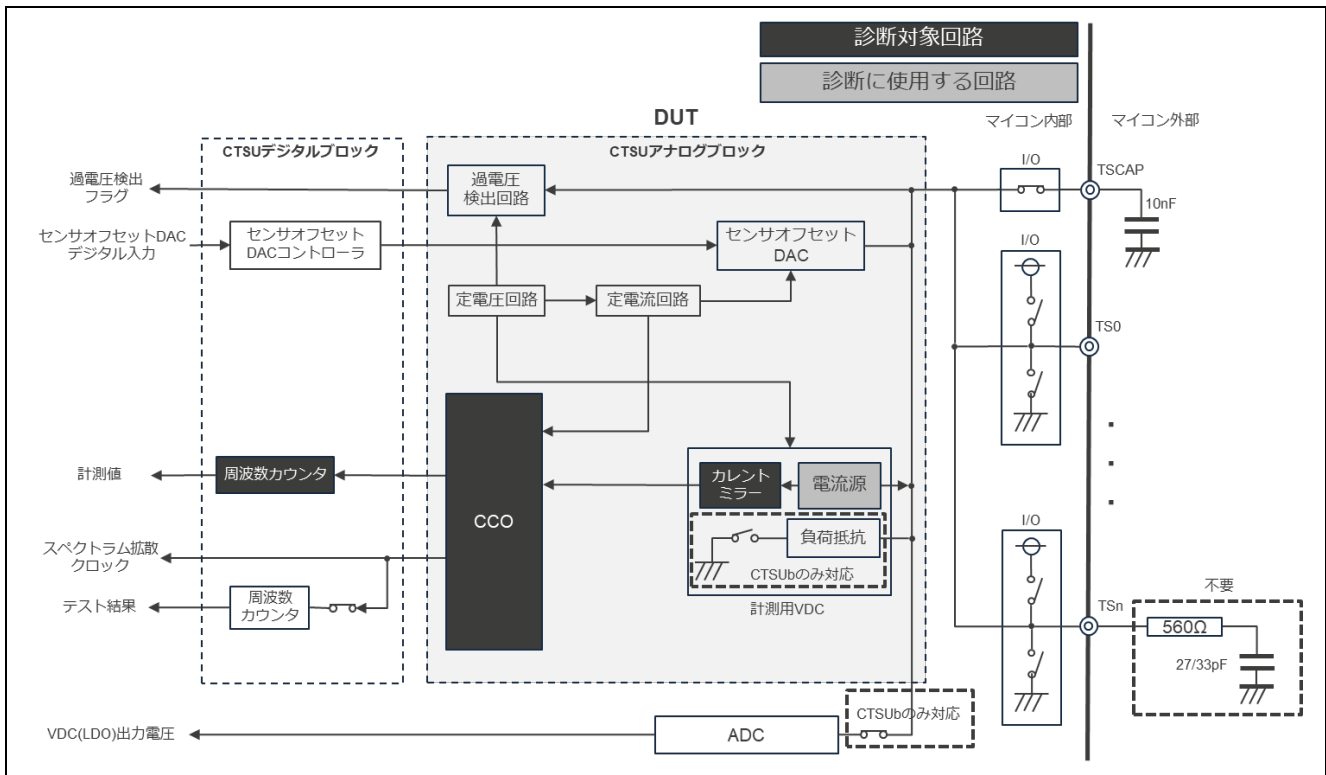 診断対象回路
診断に使用する回路
DUT
マイコン内部
マイコン外部
CTSUデジタルブロック
CTSUアナログブロック
I/O
TSCAP
過電圧検出
フラグ
過電圧
検出回路
10nF
センサオフセットDAC
デジタル入力
センサオフセット
DACコントローラ
センサオフセット
DAC
I/O
定電圧回路
定電流回路
TS0
計測値
周波数カウンタ
CCO
カレント
ミラー
電流源
負荷抵抗
CTSUbのみ対応
計測用VDC
I/O
スペクトラム拡散
クロック
テスト結果
周波数
カウンタ
TSn
不要
560Ω
27/33pF
CTSUbのみ対応
VDC(LDO)出力電圧
ADC